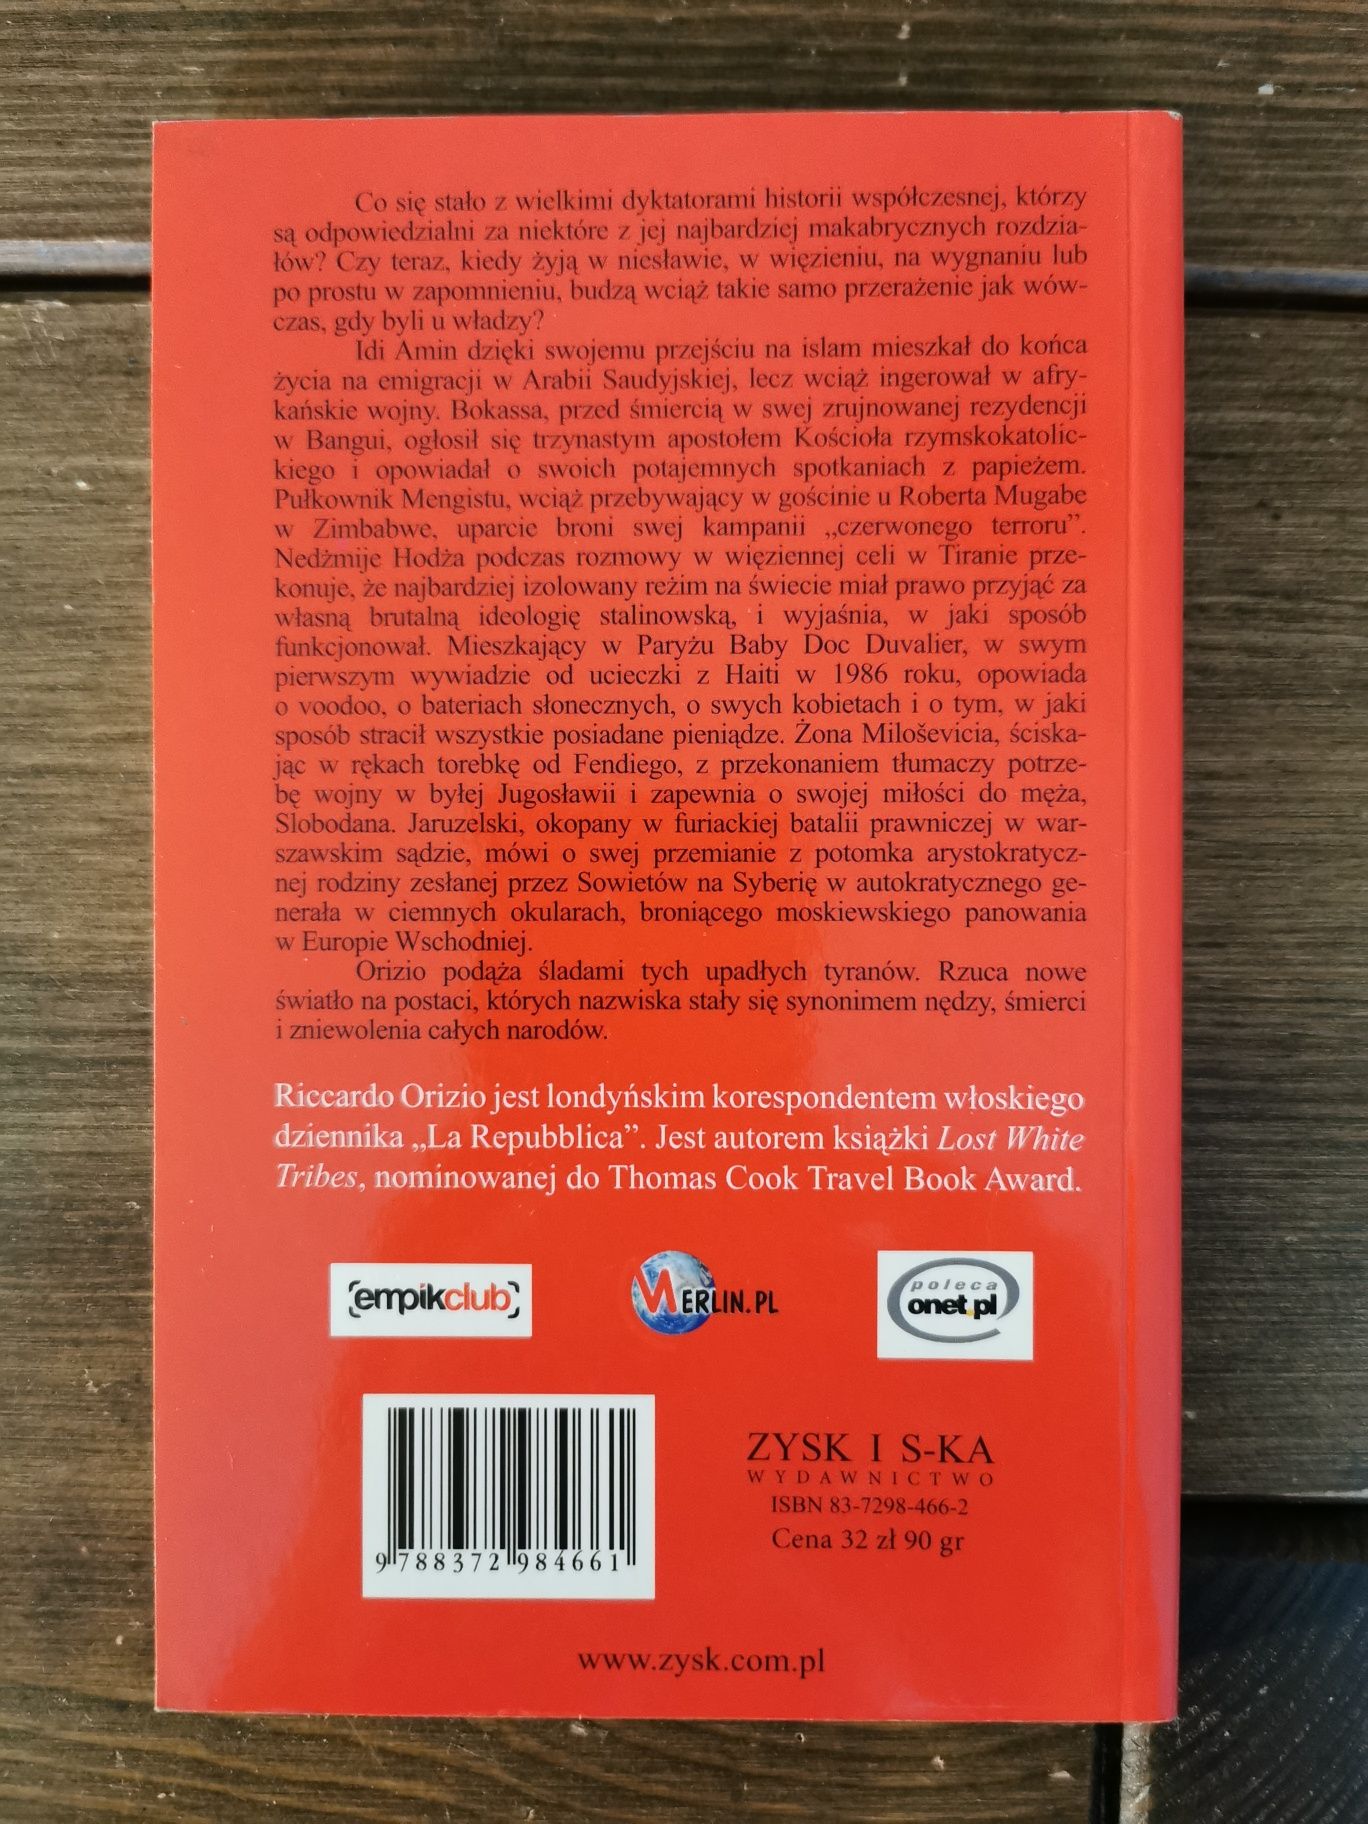 Co się stało z wielkimi dyktatorami historii współczesnej, którzy
są odpowiedzialni za niektóre z jej najbardziej makabrycznych rozdzia-
łów? Czy teraz, kiedy żyją w niesławie, w więzieniu, na wygnaniu lub
po prostu w zapomnieniu, budzą wciąż takie samo przerażenie jak wów-
czas, gdy byli u władzy?
Idi Amin dzięki swojemu przejściu na islam mieszkał do końca
życia na emigracji w Arabii Saudyjskiej, lecz wciąż ingerował w afry-
kańskie wojny. Bokassa, przed śmiercią w swej zrujnowanej rezydencji
w Bangui, ogłosił się trzynastym apostołem Kościoła rzymskokatolic-
kiego i opowiadał o swoich potajemnych spotkaniach z papieżem.
Pułkownik Mengistu, wciąż przebywający w gościnie u Roberta Mugabe
w Zimbabwe, uparcie broni swej kampanii „czerwonego terroru”.
Nedżmije Hodża podczas rozmowy w więziennej celi w Tiranie prze-
konuje, że najbardziej izolowany reżim na świecie miał prawo przyjąć za
własną brutalną ideologię stalinowską, i wyjaśnia, w jaki sposób
funkcjonował. Mieszkający w Paryżu Baby Doc Duvalier, w swym
pierwszym wywiadzie od ucieczki z Haiti w 1986 roku, opowiada
o voodoo, o bateriach słonecznych, o swych kobietach i o tym, w jaki
sposób stracił wszystkie posiadane pieniądze. Żona Miloševicia, ściska-
jąc w rękach torebkę od Fendiego, z przekonaniem tłumaczy potrze-
bę wojny w byłej Jugosławii i zapewnia o swojej miłości do męża,
Slobodana. Jaruzelski, okopany w furiackiej batalii prawniczej w war-
szawskim sądzie, mówi o swej przemianie z potomka arystokratycz-
nej rodziny zesłanej przez Sowietów na Syberię w autokratycznego ge-
nerała w ciemnych okularach, broniącego moskiewskiego panowania
w Europie Wschodniej.
Orizio podąża śladami tych upadłych tyranów. Rzuca nowe
światło na postaci, których nazwiska stały się synonimem nędzy, śmierci
i zniewolenia całych narodów.
Riccardo Orizio jest londyńskim korespondentem włoskiego
dziennika „La Repubblica”. Jest autorem książki Lost White
Tribes, nominowanej do Thomas Cook Travel Book Award.
empikclub
MERLIN.PL
poleca
onet.pl
ZYSK I S-KA
WYDAWNICTWO
ISBN 83-7298-466-2
Cena 32 zł 90 gr
9 788372 984661
www.zysk.com.pl